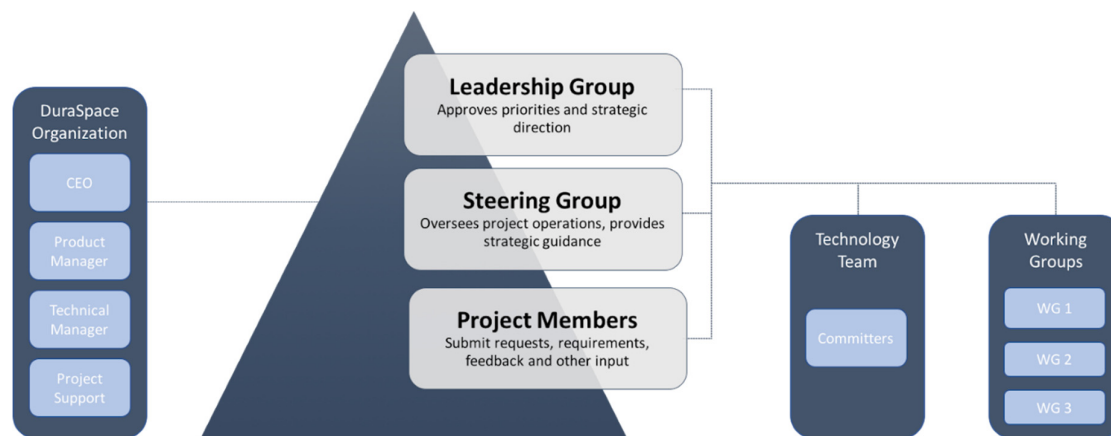 DuraSpace
Organization
CEO
Product
Manager
Technical
Manager
Project
Support
Leadership Group
Approves priorities and strategic
direction
Steering Group
Oversees project operations, provides
strategic guidance
Project Members
Submit requests, requirements,
feedback and other input
Technology
Team
Committers
Working
Groups
WG 1
WG 2
WG 3